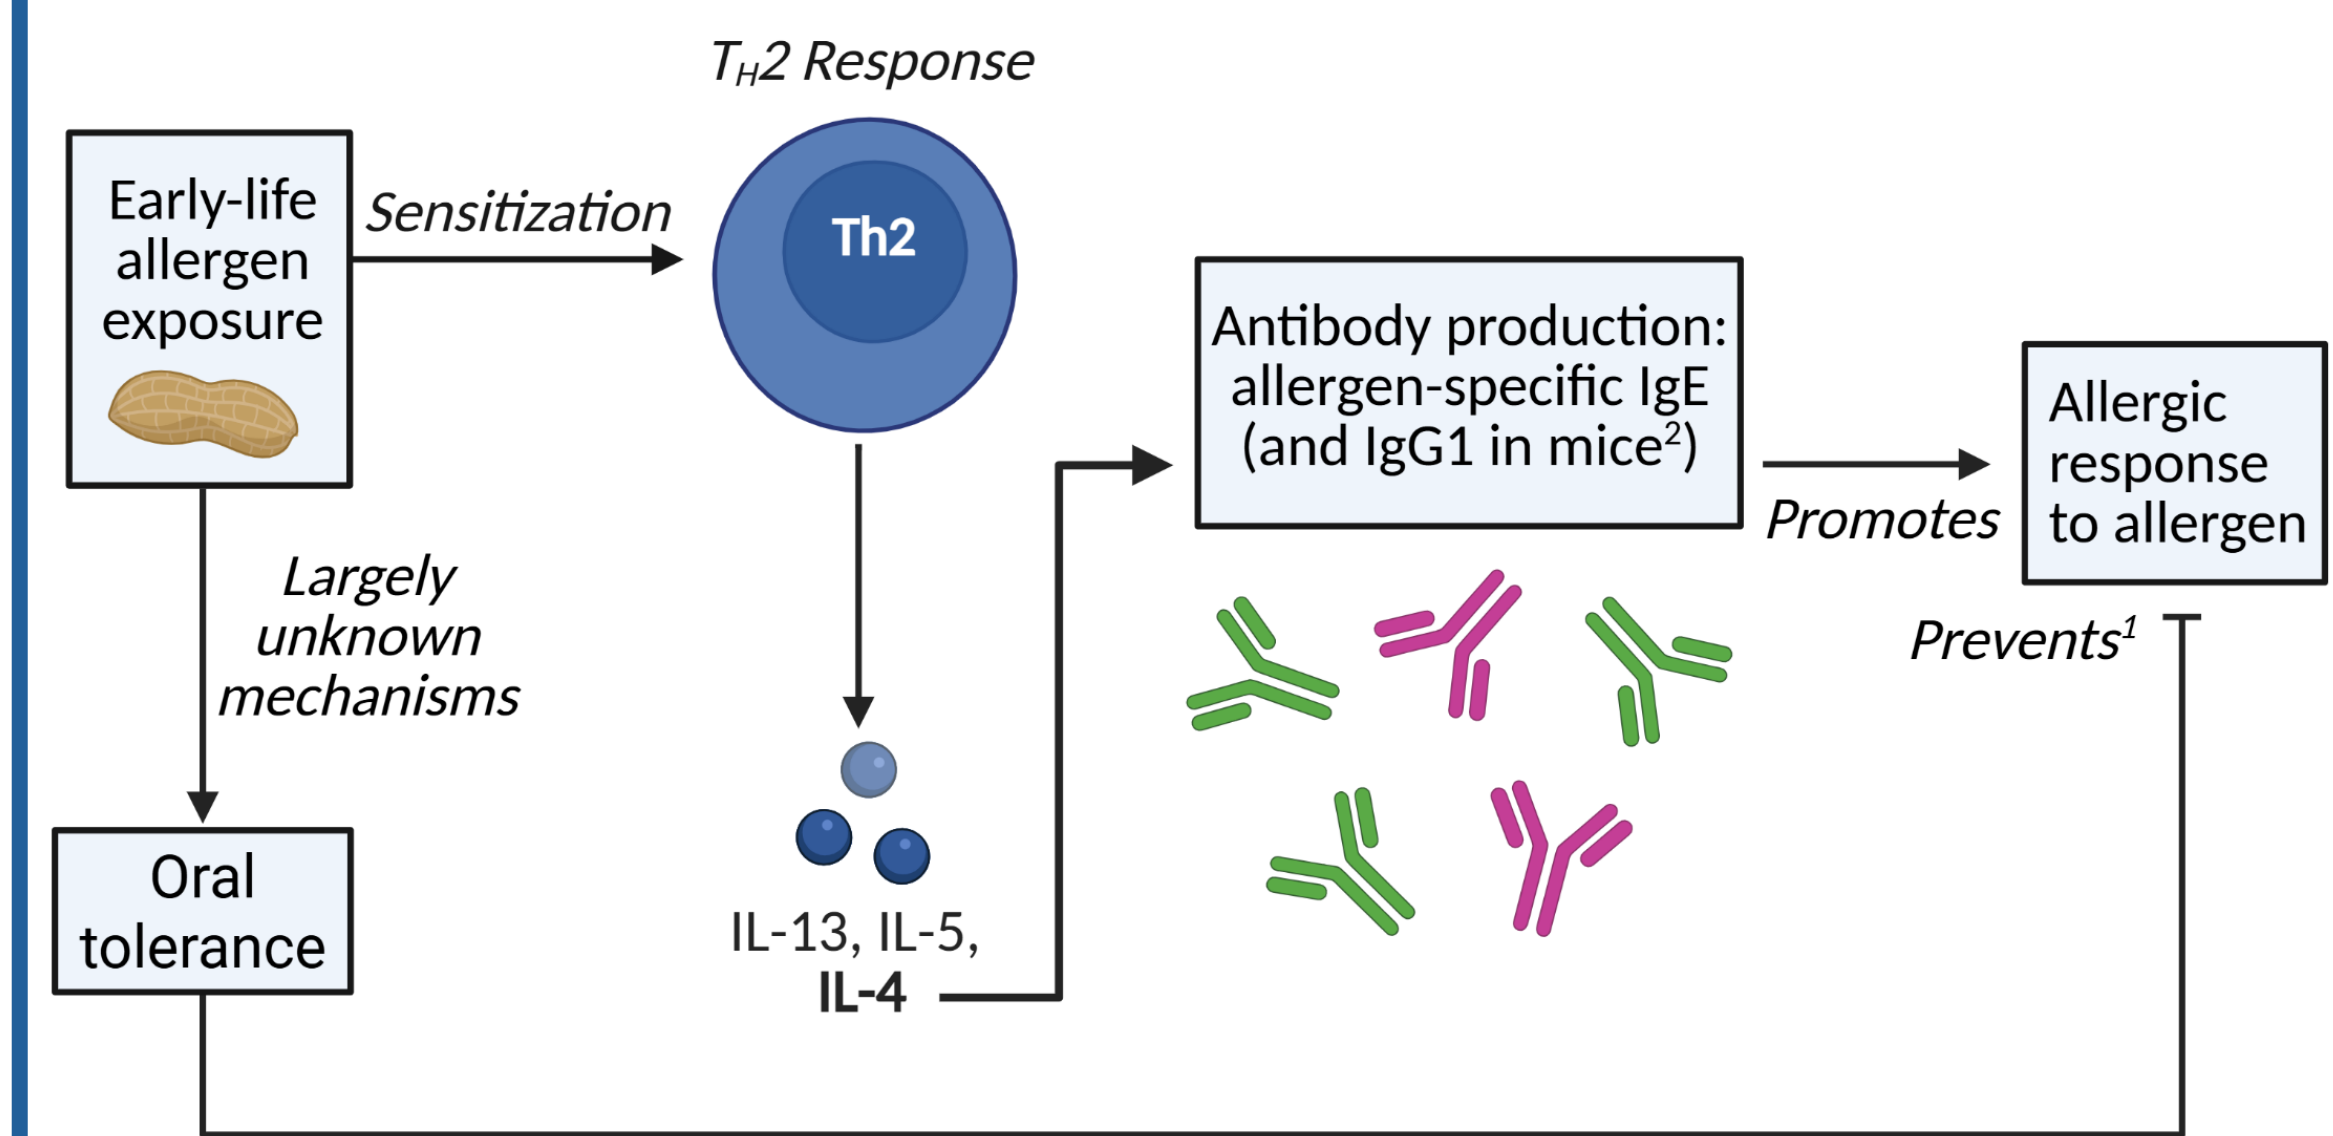 T_H2 Response
Early-life
allergen
exposure
Sensitization
Th2
Largely
unknown
mechanisms
Oral
tolerance
IL-13, IL-5,
IL-4
Antibody production:
allergen-specific IgE
(and IgG1 in mice²)
Promotes
Allergic
response
to allergen
Prevents¹